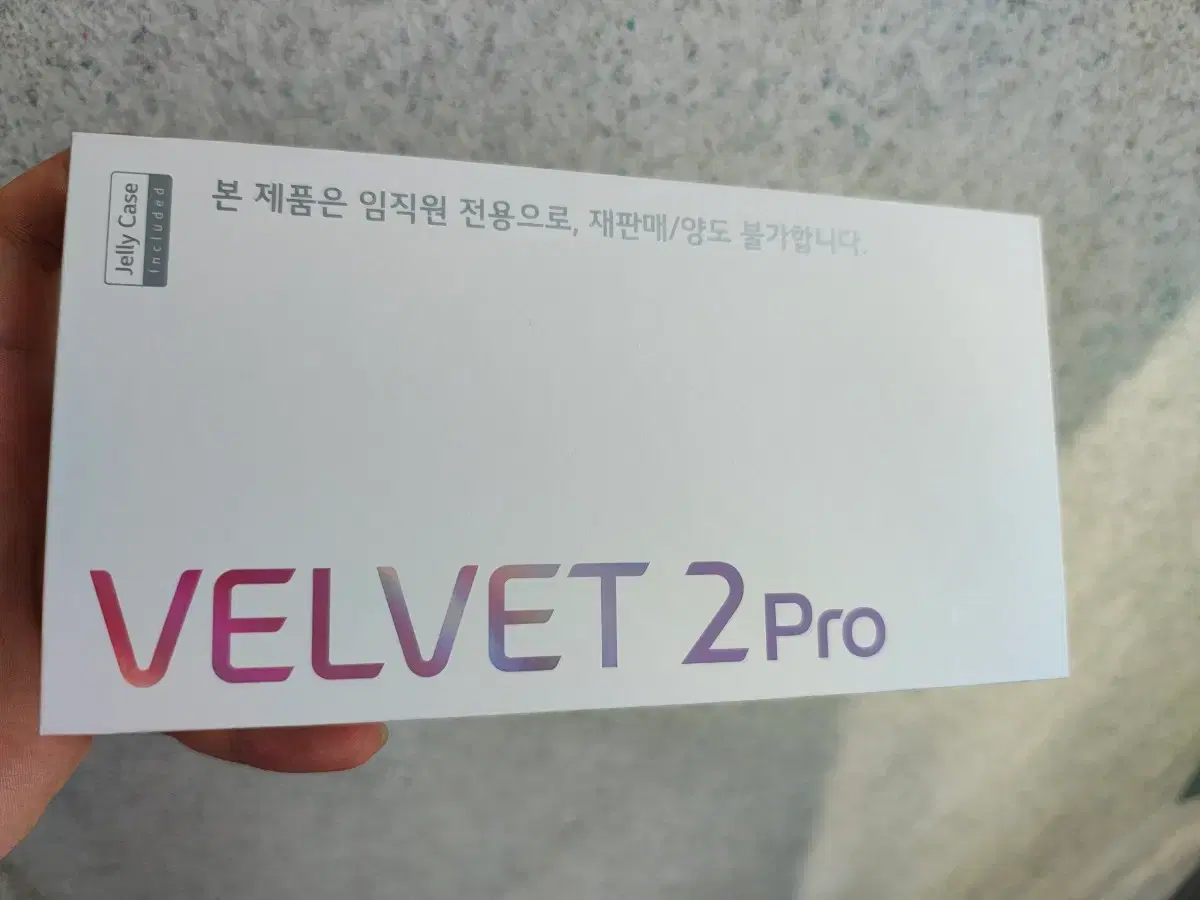 Jelly Case
Included
본 제품은 임직원 전용으로, 재판매/양도 불가합니다.
VELVET 2 Pro